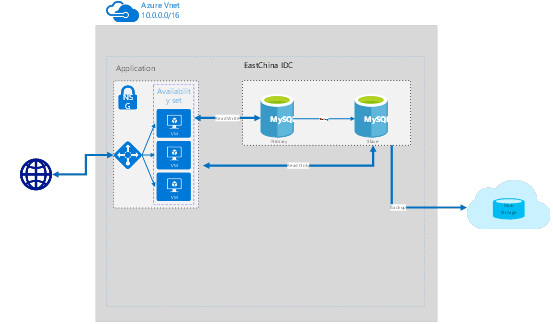 Azure Vnet
10.0.0.0/16
Application
EastChina IDC
NS
G
Availabilit
y set
VM
VM
VM
Read/Write
MySQL
MySQL
Primary
Slave
Read Only
Backup
Blob
Storage